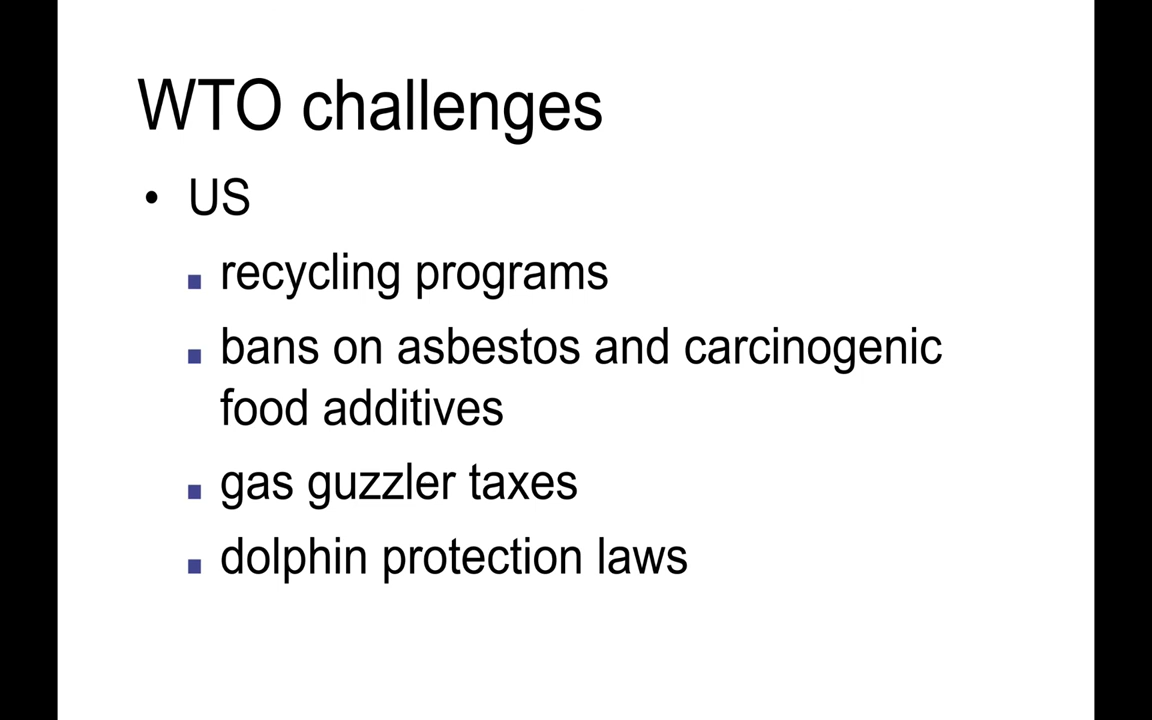 WTO challenges
• US
▪ recycling programs
▪ bans on asbestos and carcinogenic
food additives
▪ gas guzzler taxes
▪ dolphin protection laws